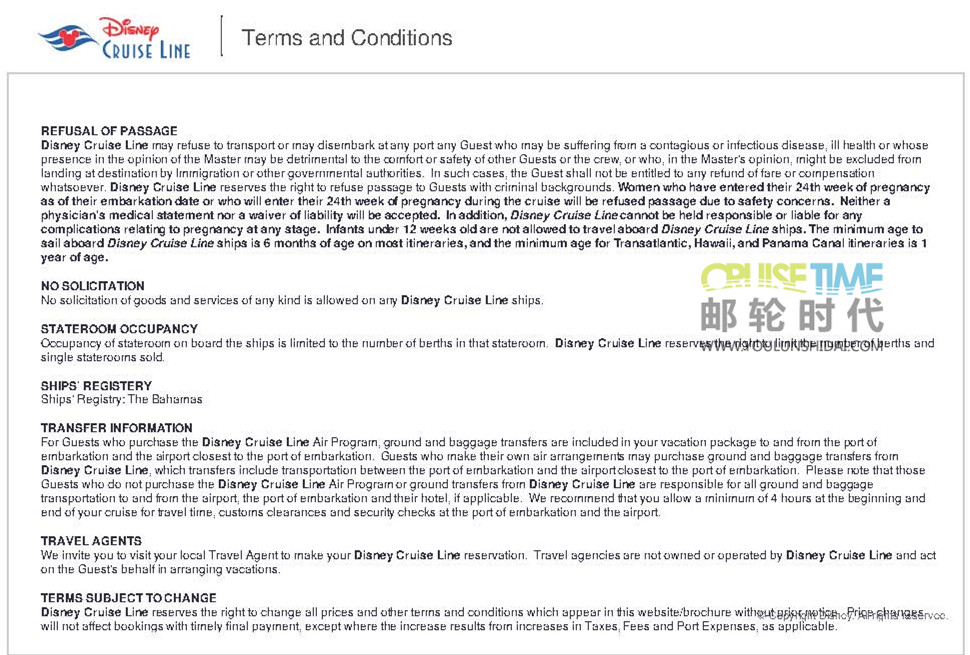 Disney
CRUISE LINE
Terms and Conditions
REFUSAL OF PASSAGE
Disney Cruise Line may refuse to transport or may disembark at any port any Guest who may be suffering from a contagious or infectious disease, ill health or whose
presence in the opinion of the Master may be detrimental to the comfort or safety of other Guests or the crew, or who, in the Master's opinion, might be excluded from
landing at destination by Immigration or other governmental authorities. In such cases, the Guest shall not be entitled to any refund of fare or compensation
whatsoever. Disney Cruise Line reserves the right to refuse passage to Guests with criminal backgrounds. Women who have entered their 24th week of pregnancy
as of their embarkation date or who will enter their 24th week of pregnancy during the cruise will be refused passage due to safety concerns. Neither a
physician's medical statement nor a waiver of liability will be accepted. In addition, Disney Cruise Line cannot be held responsible or liable for any
complications relating to pregnancy at any stage. Infants under 12 weeks old are not allowed to travel aboard Disney Cruise Line ships. The minimum age to
sail aboard Disney Cruise Line ships is 6 months of age on most itineraries, and the minimum age for Transatlantic, Hawaii, and Panama Canal itineraries is 1
year of age.
CRUISETIME
邮轮时代
WWW.YOULUNSHIDAI.COM
NO SOLICITATION
No solicitation of goods and services of any kind is allowed on any Disney Cruise Line ships.
STATEROOM OCCUPANCY
Occupancy of stateroom on board the ships is limited to the number of berths in that stateroom. Disney Cruise Line reserves the right to limit the number of berths and
single staterooms sold.
SHIPS' REGISTERY
Ships' Registry: The Bahamas
TRANSFER INFORMATION
For Guests who purchase the Disney Cruise Line Air Program, ground and baggage transfers are included in your vacation package to and from the port of
embarkation and the airport closest to the port of embarkation. Guests who make their own air arrangements may purchase ground and baggage transfers from
Disney Cruise Line, which transfers include transportation between the port of embarkation and the airport closest to the port of embarkation. Please note that those
Guests who do not purchase the Disney Cruise Line Air Program or ground transfers from Disney Cruise Line are responsible for all ground and baggage
transportation to and from the airport, the port of embarkation and their hotel, if applicable. We recommend that you allow a minimum of 4 hours at the beginning and
end of your cruise for travel time, customs clearances and security checks at the port of embarkation and the airport.
TRAVEL AGENTS
We invite you to visit your local Travel Agent to make your Disney Cruise Line reservation. Travel agencies are not owned or operated by Disney Cruise Line and act
on the Guest's behalf in arranging vacations.
TERMS SUBJECT TO CHANGE
Disney Cruise Line reserves the right to change all prices and other terms and conditions which appear in this website/brochure without prior notice. Price changes
© Copyright Disney. All rights reserved.
will not affect bookings with timely final payment, except where the increase results from increases in Taxes, Fees and Port Expenses, as applicable.